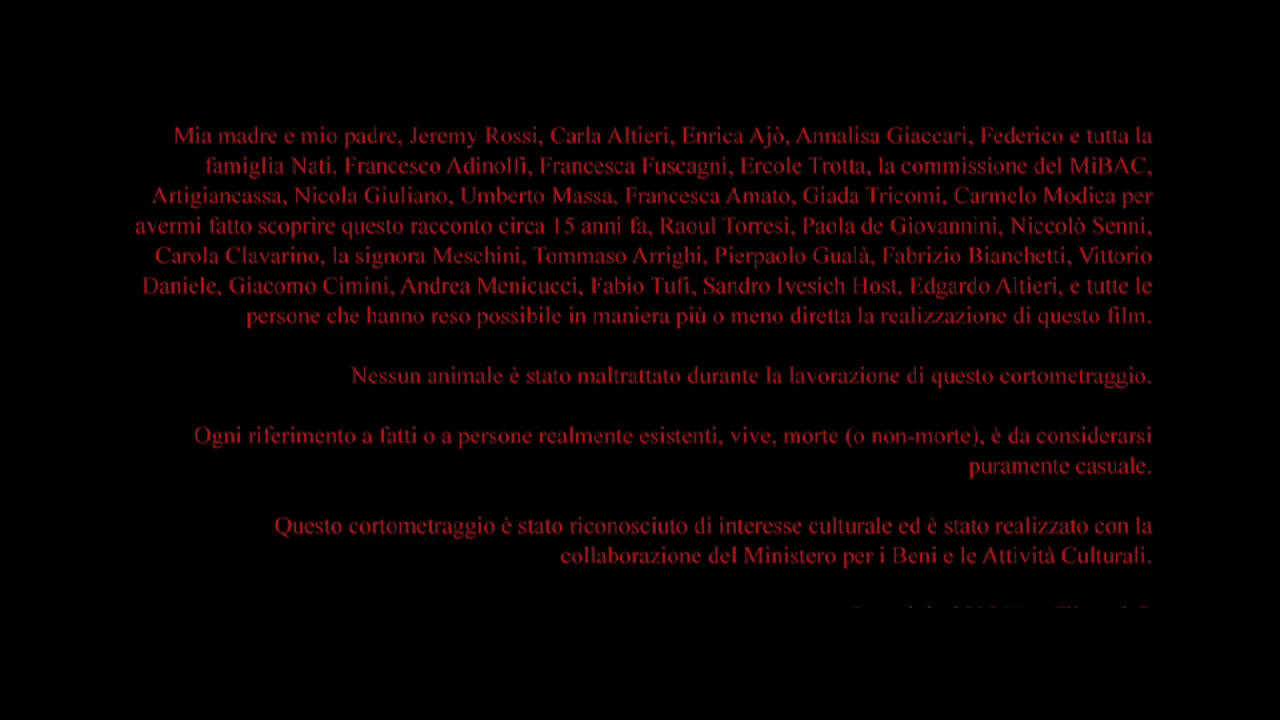 Mia madre e mio padre, Jeremy Rossi, Carla Altieri, Enrica Ajò, Annalisa Giaccari, Federico e tutta la
famiglia Nati, Francesco Adinolfi, Francesca Fuscagni, Ercole Trotta, la commissione del MiBAC,
Artigiancassa, Nicola Giuliano, Umberto Massa, Francesca Amato, Giada Tricomi, Carmelo Modica per
avermi fatto scoprire questo racconto circa 15 anni fa, Raoul Torresi, Paola de Giovannini, Niccolò Senni,
Carola Clavarino, la signora Meschini, Tommaso Arrighi, Pierpaolo Gualà, Fabrizio Bianchetti, Vittorio
Daniele, Giacomo Cimini, Andrea Menicucci, Fabio Tufi, Sandro Ivesich Host, Edgardo Altieri, e tutte le
persone che hanno reso possibile in maniera più o meno diretta la realizzazione di questo film.
Nessun animale è stato maltrattato durante la lavorazione di questo cortometraggio.
Ogni riferimento a fatti o a persone realmente esistenti, vive, morte (o non-morte), è da considerarsi
puramente casuale.
Questo cortometraggio è stato riconosciuto di interesse culturale ed è stato realizzato con la
collaborazione del Ministero per i Beni e le Attività Culturali.